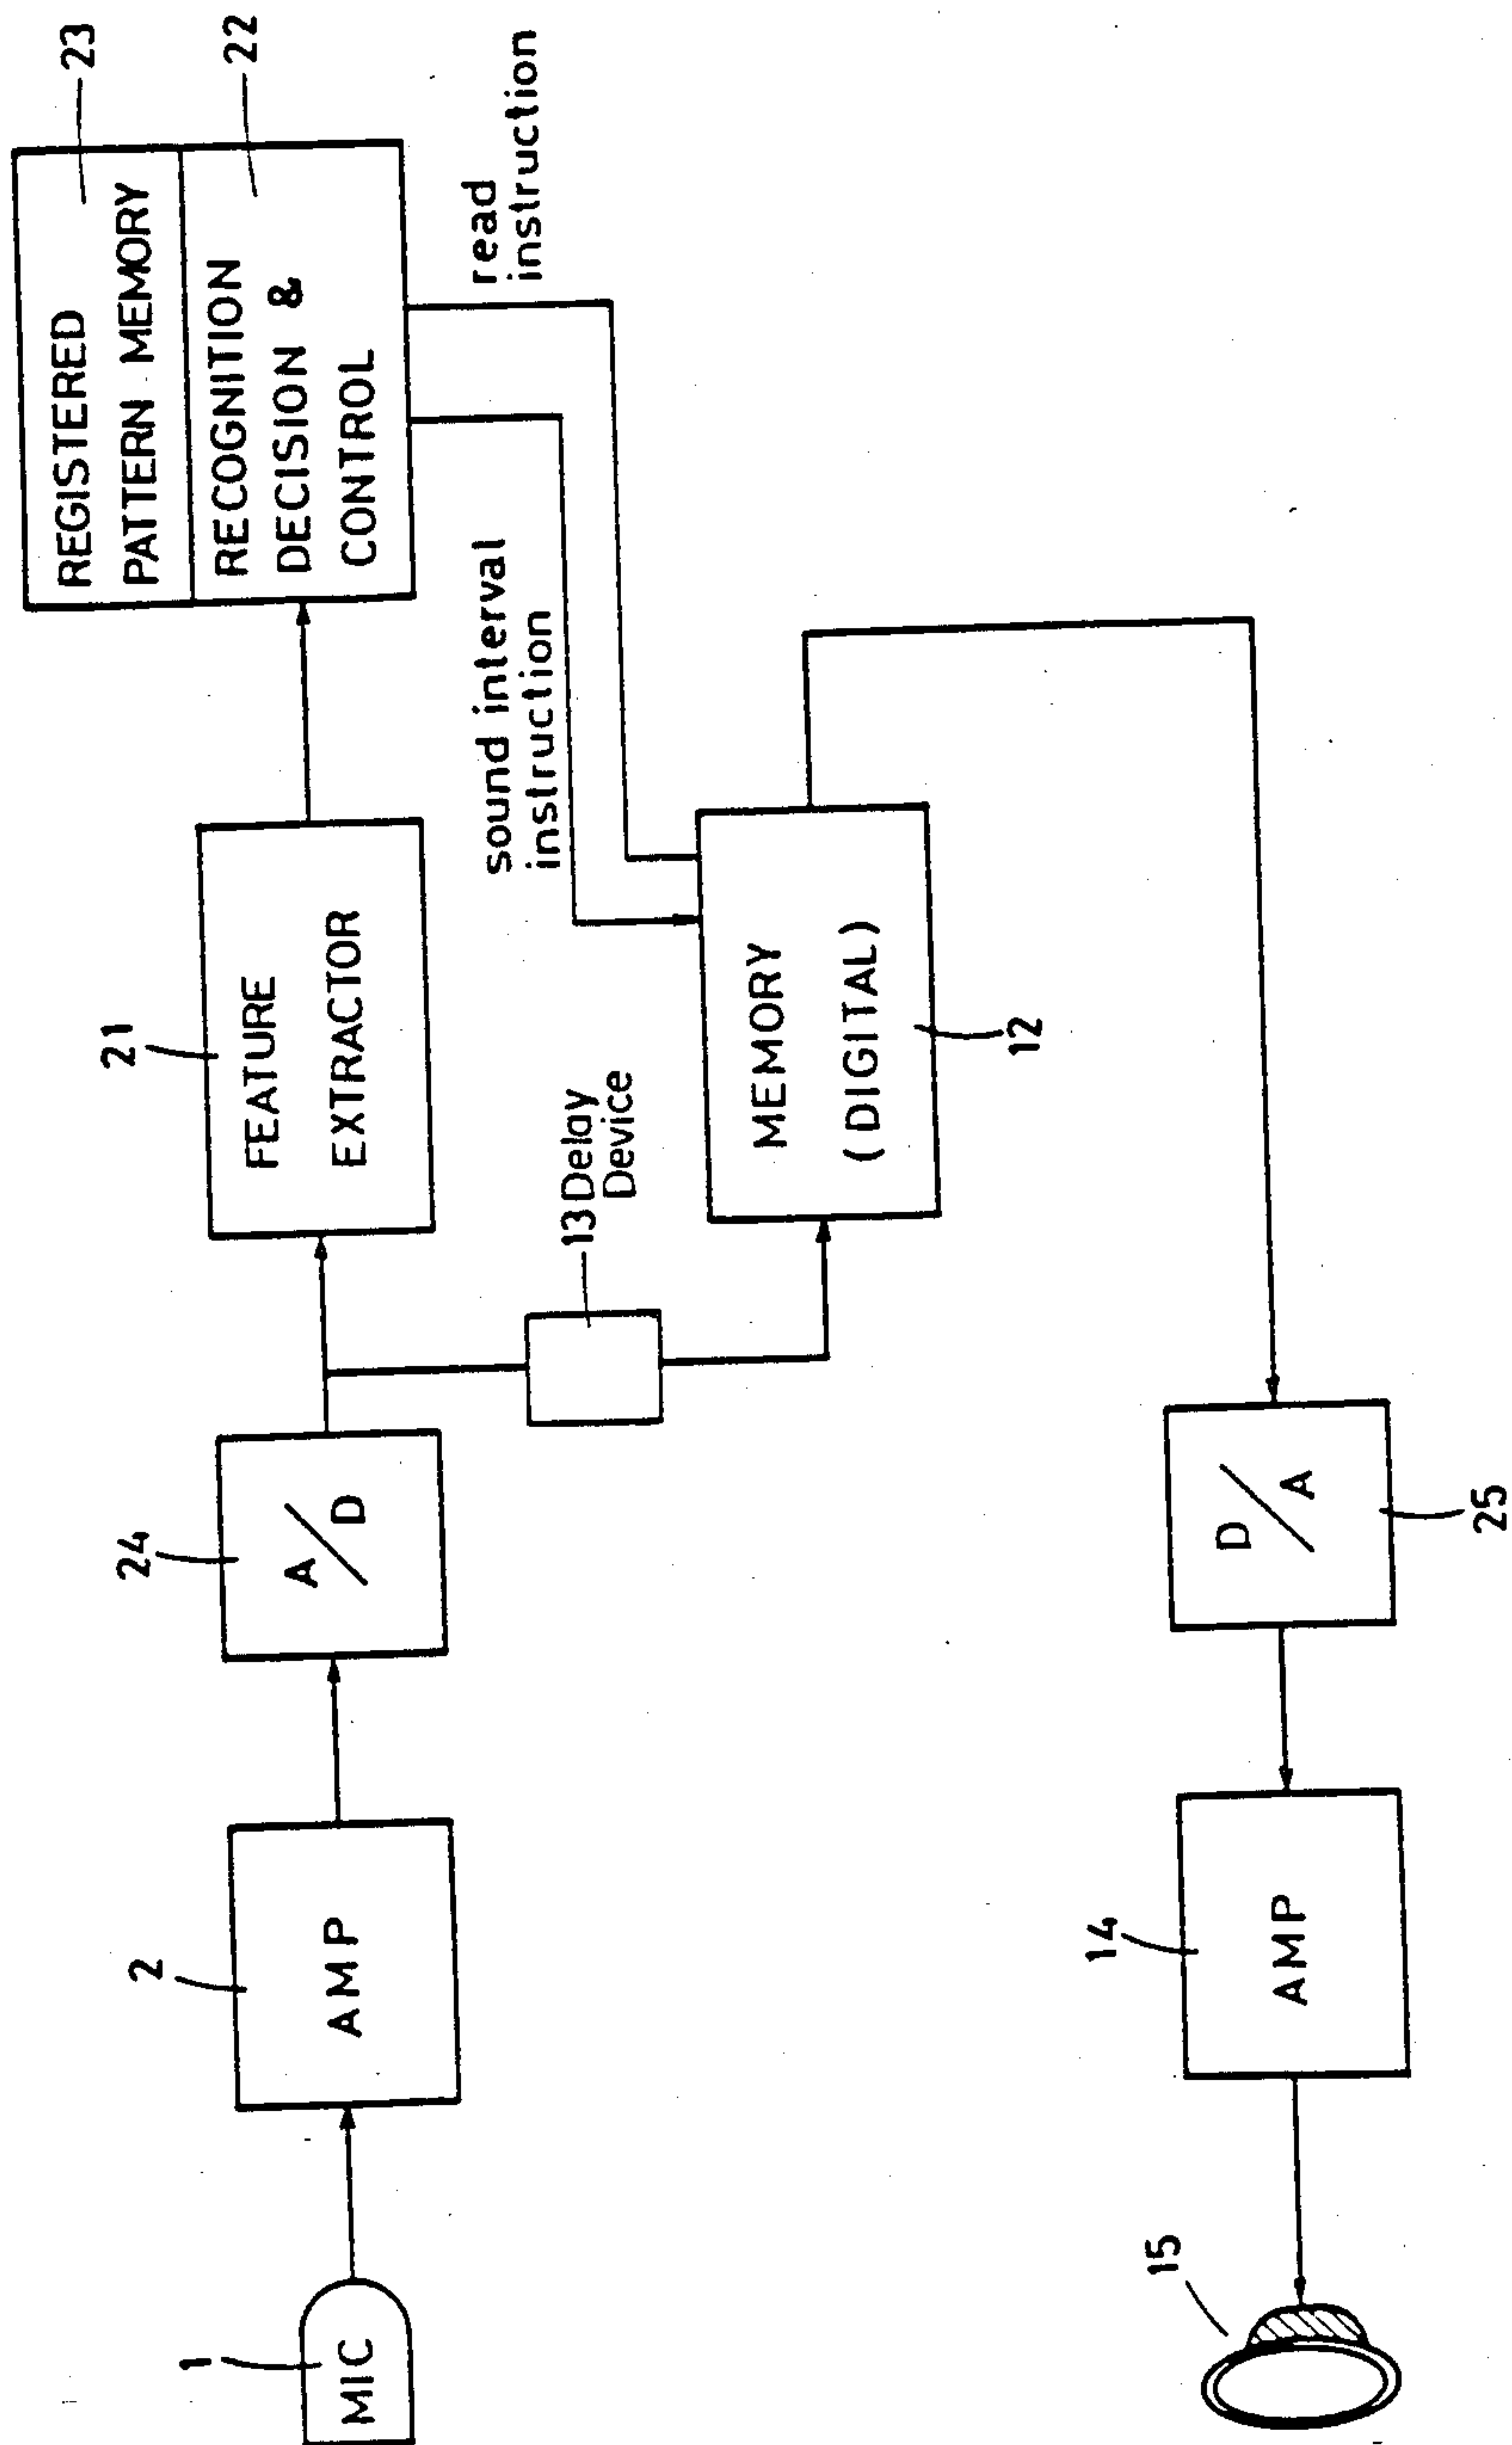 23
REGISTERED
PATTERN MEMORY
22
RECOGNITION
DECISION &
CONTROL
read
instruction
sound interval
instruction
21
FEATURE
EXTRACTOR
24
A/D
2
AMP
1
MIC
13 Delay
Device
MEMORY
(DIGITAL)
12
D/A
25
14
AMP
15